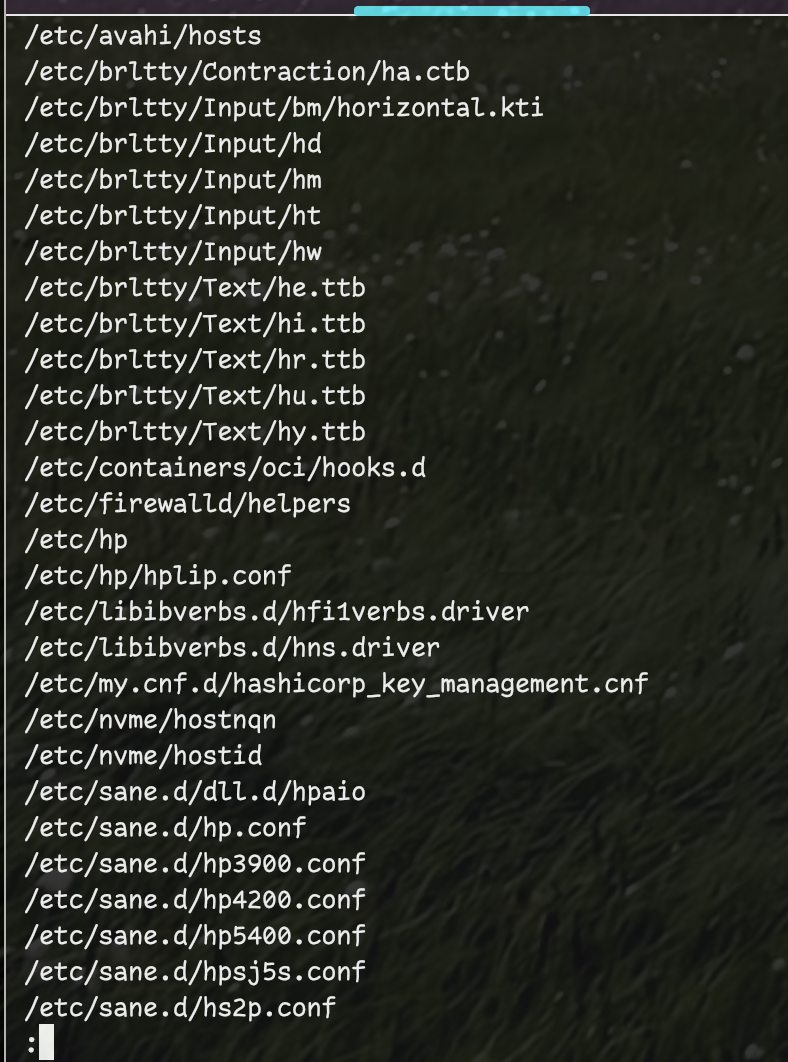 /etc/avahi/hosts
/etc/brltty/Contraction/ha.ctb
/etc/brltty/Input/bm/horizontal.kti
/etc/brltty/Input/hd
/etc/brltty/Input/hm
/etc/brltty/Input/ht
/etc/brltty/Input/hw
/etc/brltty/Text/he.ttb
/etc/brltty/Text/hi.ttb
/etc/brltty/Text/hr.ttb
/etc/brltty/Text/hu.ttb
/etc/brltty/Text/hy.ttb
/etc/containers/oci/hooks.d
/etc/firewalld/helpers
/etc/hp
/etc/hp/hplip.conf
/etc/libibverbs.d/hfi1verbs.driver
/etc/libibverbs.d/hns.driver
/etc/my.cnf.d/hashicorp_key_management.cnf
/etc/nvme/hostnqn
/etc/nvme/hostid
/etc/sane.d/dll.d/hpaio
/etc/sane.d/hp.conf
/etc/sane.d/hp3900.conf
/etc/sane.d/hp4200.conf
/etc/sane.d/hp5400.conf
/etc/sane.d/hpsj5s.conf
/etc/sane.d/hs2p.conf
: